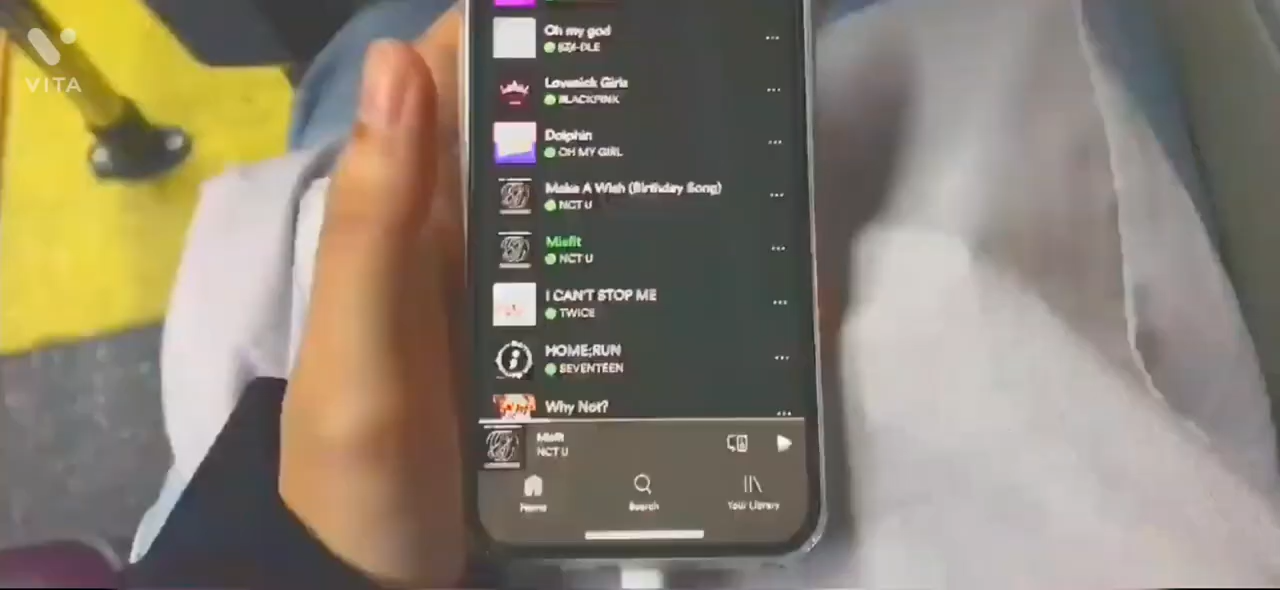 VITA
Oh my god
(G)I-DLE
Lovesick Girls
BLACKPINK
Dolphin
OH MY GIRL
Make A Wish (Birthday Song)
NCT U
Misfit
NCT U
I CAN'T STOP ME
TWICE
HOME;RUN
SEVENTEEN
Why Not?
Misfit
NCT U
Home
Search
Your Library